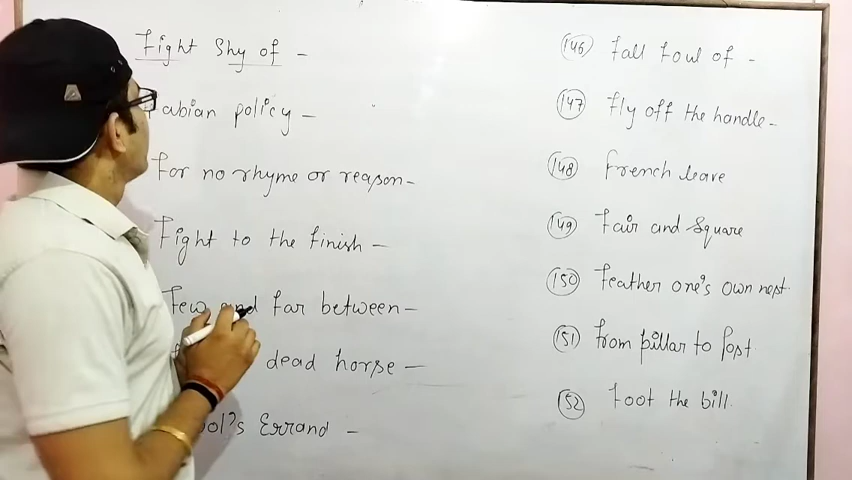 Fight Shy of -
Fabian policy -
For no rhyme or reason -
Fight to the finish -
Few and far between -
dead horse -
Errand -
(146) Fall Foul of -
(147) Fly off the handle -
(148) French leave
(149) Fair and Square
(150) Feather one's own nest.
(151) From pillar to Post
(152) Foot the bill.